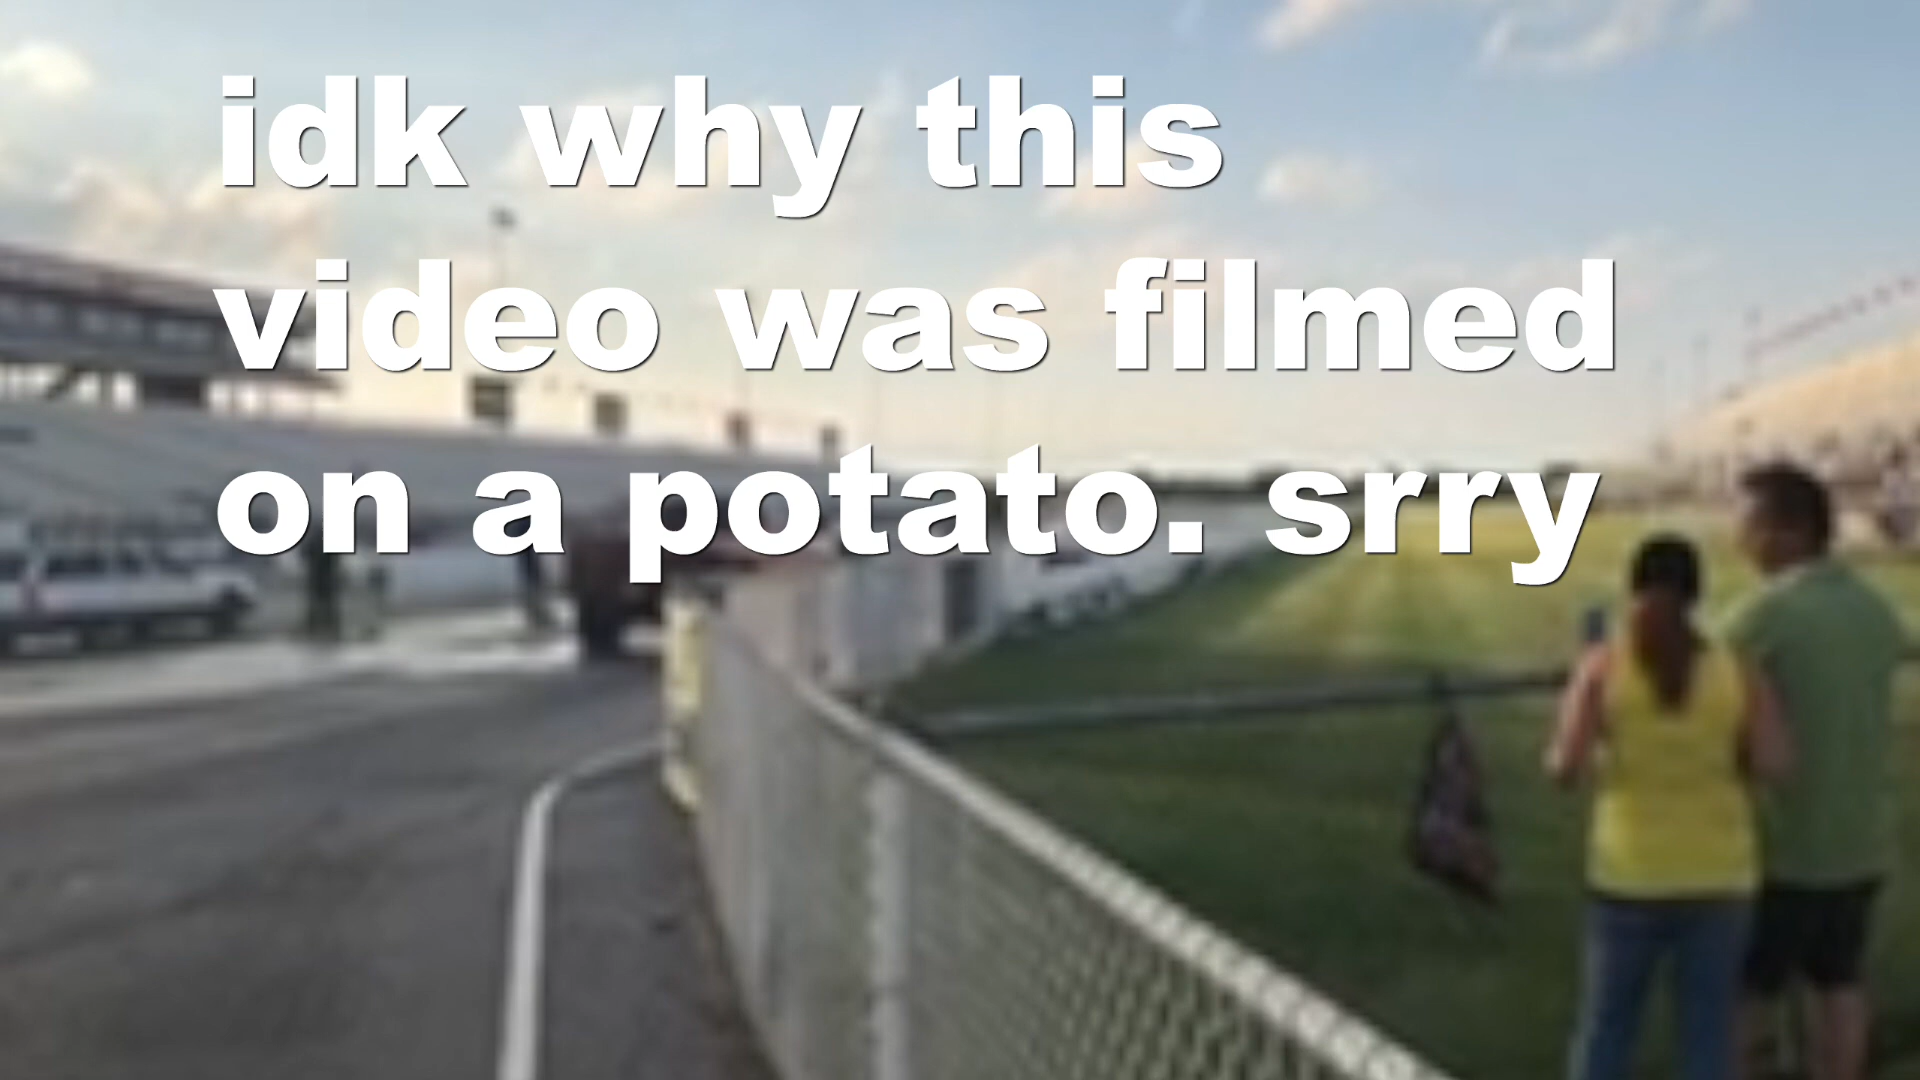 idk why this
video was filmed
on a potato. srry